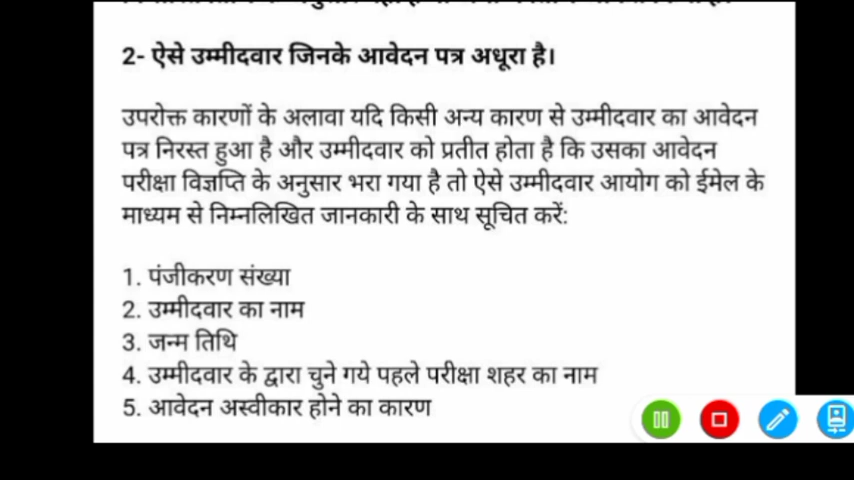 2- ऐसे उम्मीदवार जिनके आवेदन पत्र अधूरा है।
उपरोक्त कारणों के अलावा यदि किसी अन्य कारण से उम्मीदवार का आवेदन
पत्र निरस्त हुआ है और उम्मीदवार को प्रतीत होता है कि उसका आवेदन
परीक्षा विज्ञप्ति के अनुसार भरा गया है तो ऐसे उम्मीदवार आयोग को ईमेल के
माध्यम से निम्नलिखित जानकारी के साथ सूचित करें:
1. पंजीकरण संख्या
2. उम्मीदवार का नाम
3. जन्म तिथि
4. उम्मीदवार के द्वारा चुने गये पहले परीक्षा शहर का नाम
5. आवेदन अस्वीकार होने का कारण